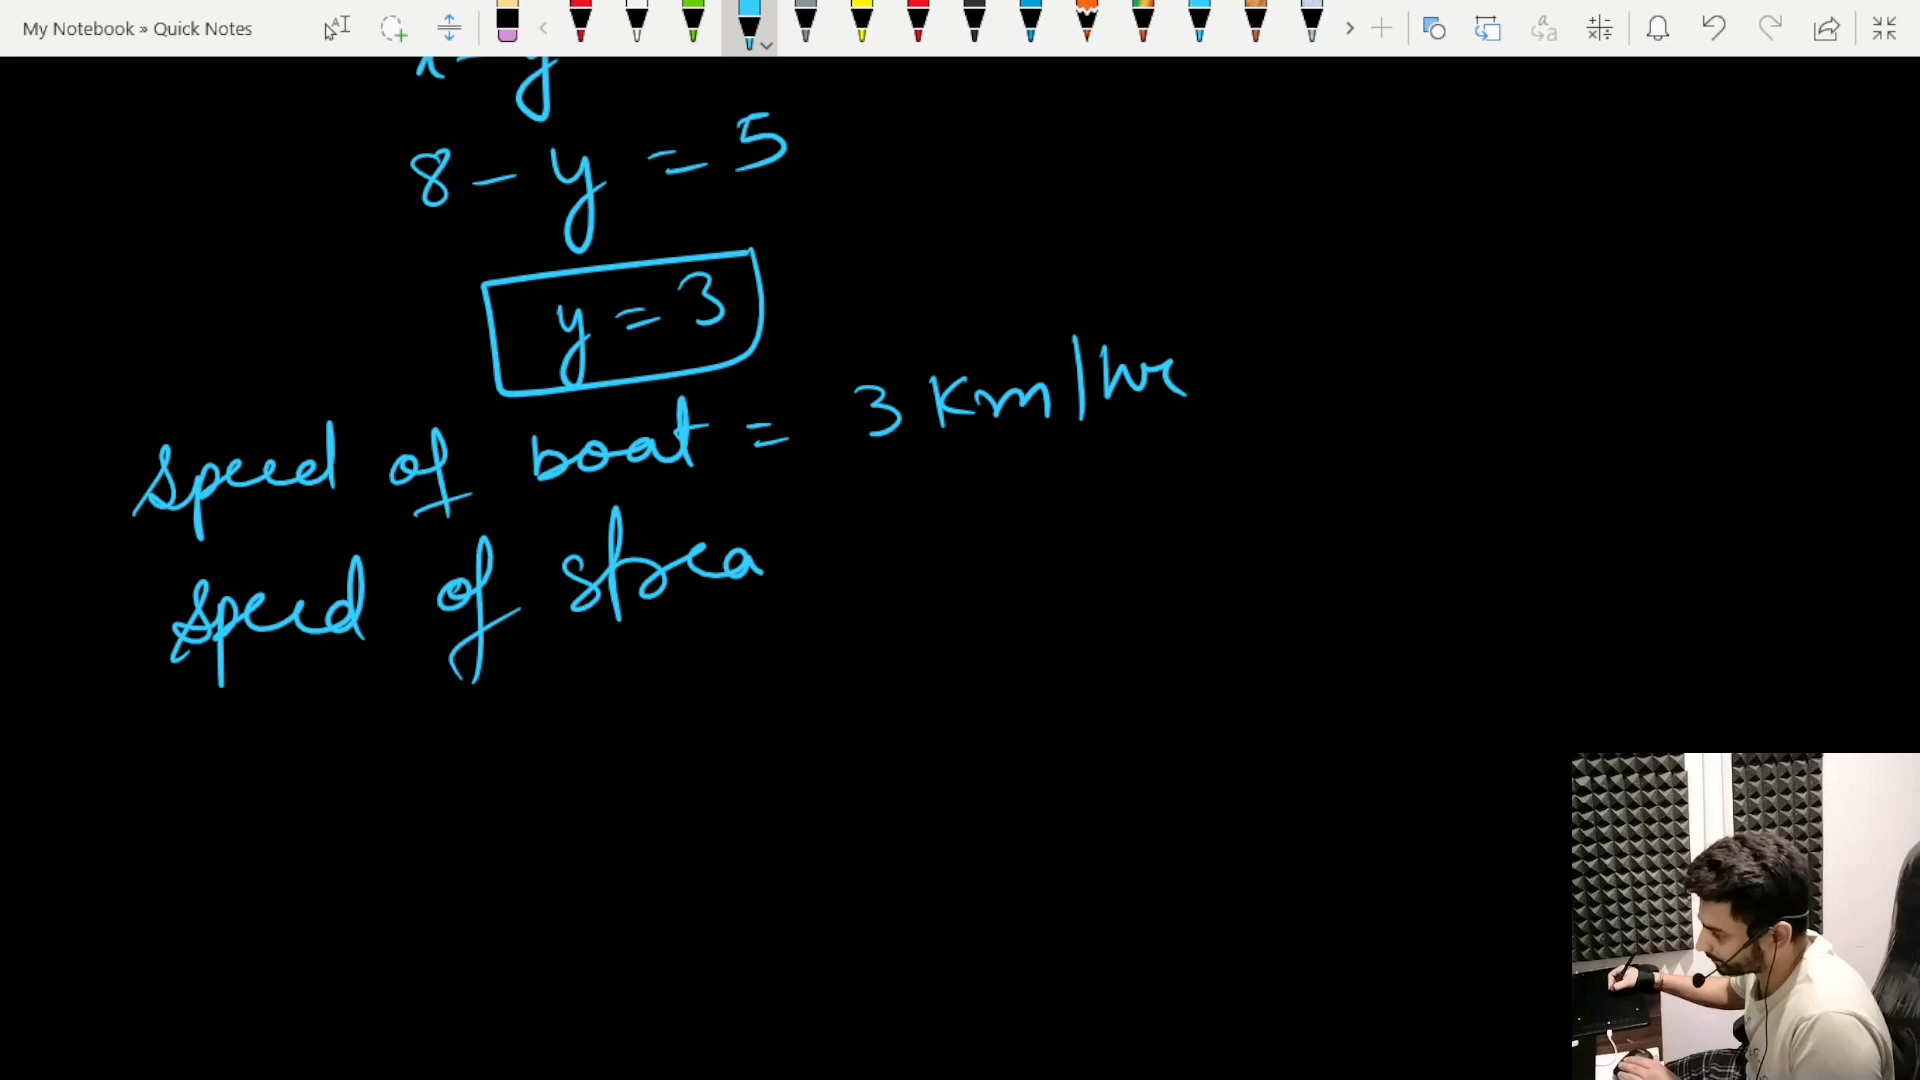 My Notebook » Quick Notes
x - y
8 - y = 5
y = 3
Speed of boat = 3 Km/hr
Speed of strea